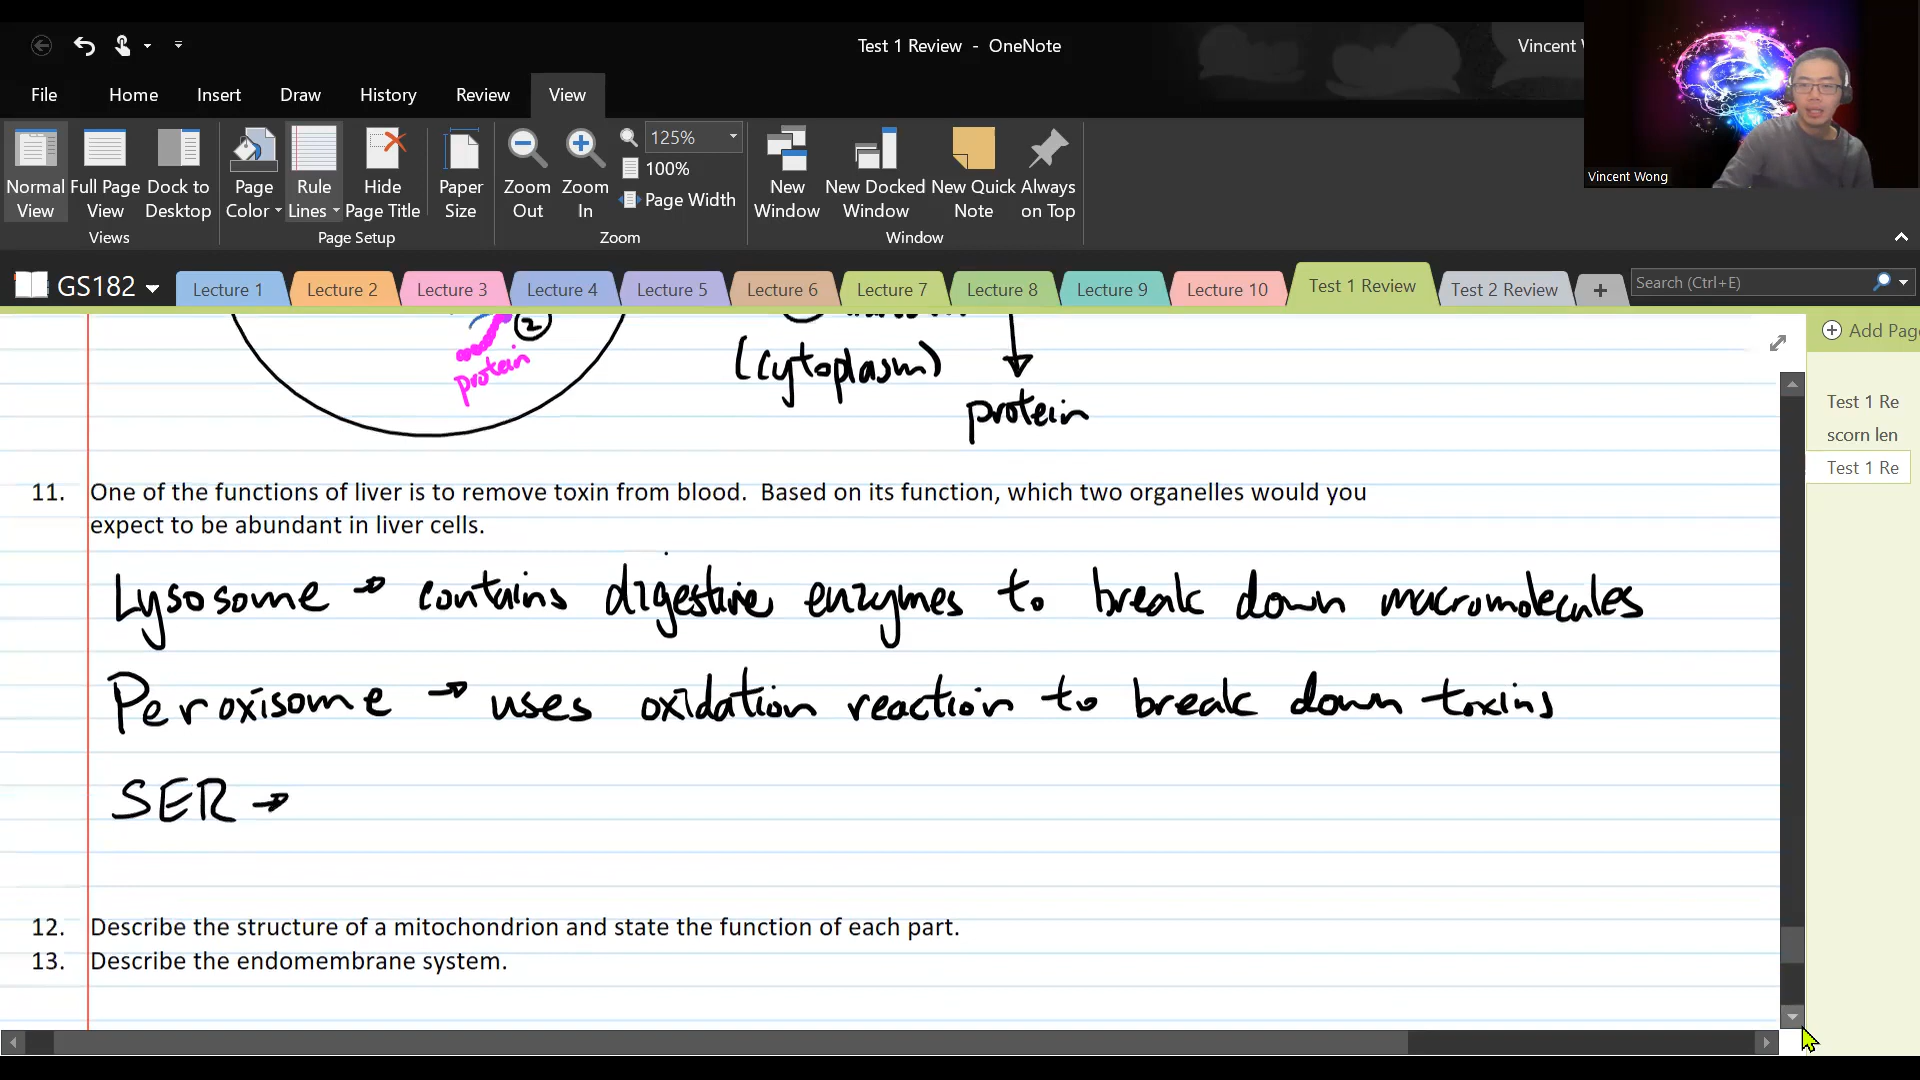 Test 1 Review - OneNote
Vincent W
File Home Insert Draw History Review View
125%
100%
Page Width
Normal View
Full Page View
Dock to Desktop
Page Color
Rule Lines
Hide Page Title
Paper Size
Zoom Out
Zoom In
New Window
New Docked Window
New Quick Note
Always on Top
Views
Page Setup
Zoom
Window
Vincent Wong
GS182
Lecture 1 Lecture 2 Lecture 3 Lecture 4 Lecture 5 Lecture 6 Lecture 7 Lecture 8 Lecture 9 Lecture 10 Test 1 Review Test 2 Review
Search (Ctrl+E)
Add Pag
Test 1 Re
scorn len
Test 1 Re
2
protein
(cytoplasm)
protein
11. One of the functions of liver is to remove toxin from blood. Based on its function, which two organelles would you
expect to be abundant in liver cells.
Lysosome → contains digestive enzymes to break down macromolecules
Peroxisome → uses oxidation reaction to break down toxins
SER →
12. Describe the structure of a mitochondrion and state the function of each part.
13. Describe the endomembrane system.